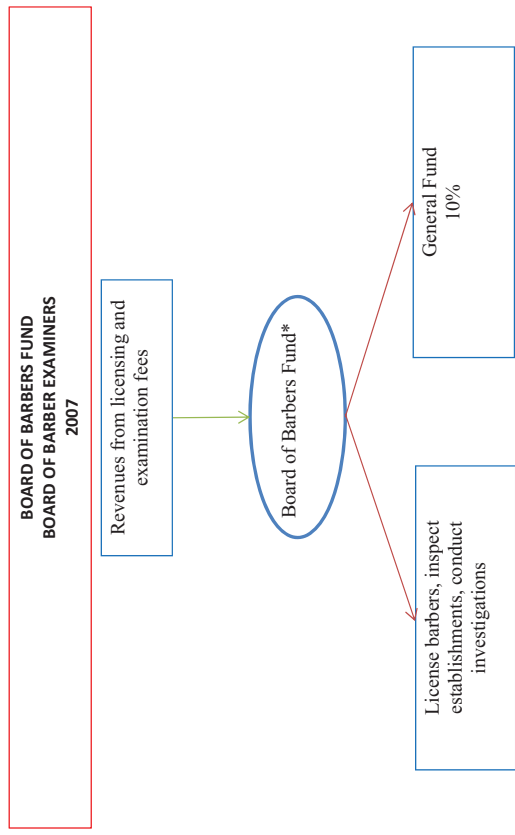 BOARD OF BARBERS FUND
BOARD OF BARBER EXAMINERS
2007
Revenues from licensing and
examination fees
Board of Barbers Fund*
License barbers, inspect
establishments, conduct
investigations
General Fund
10%